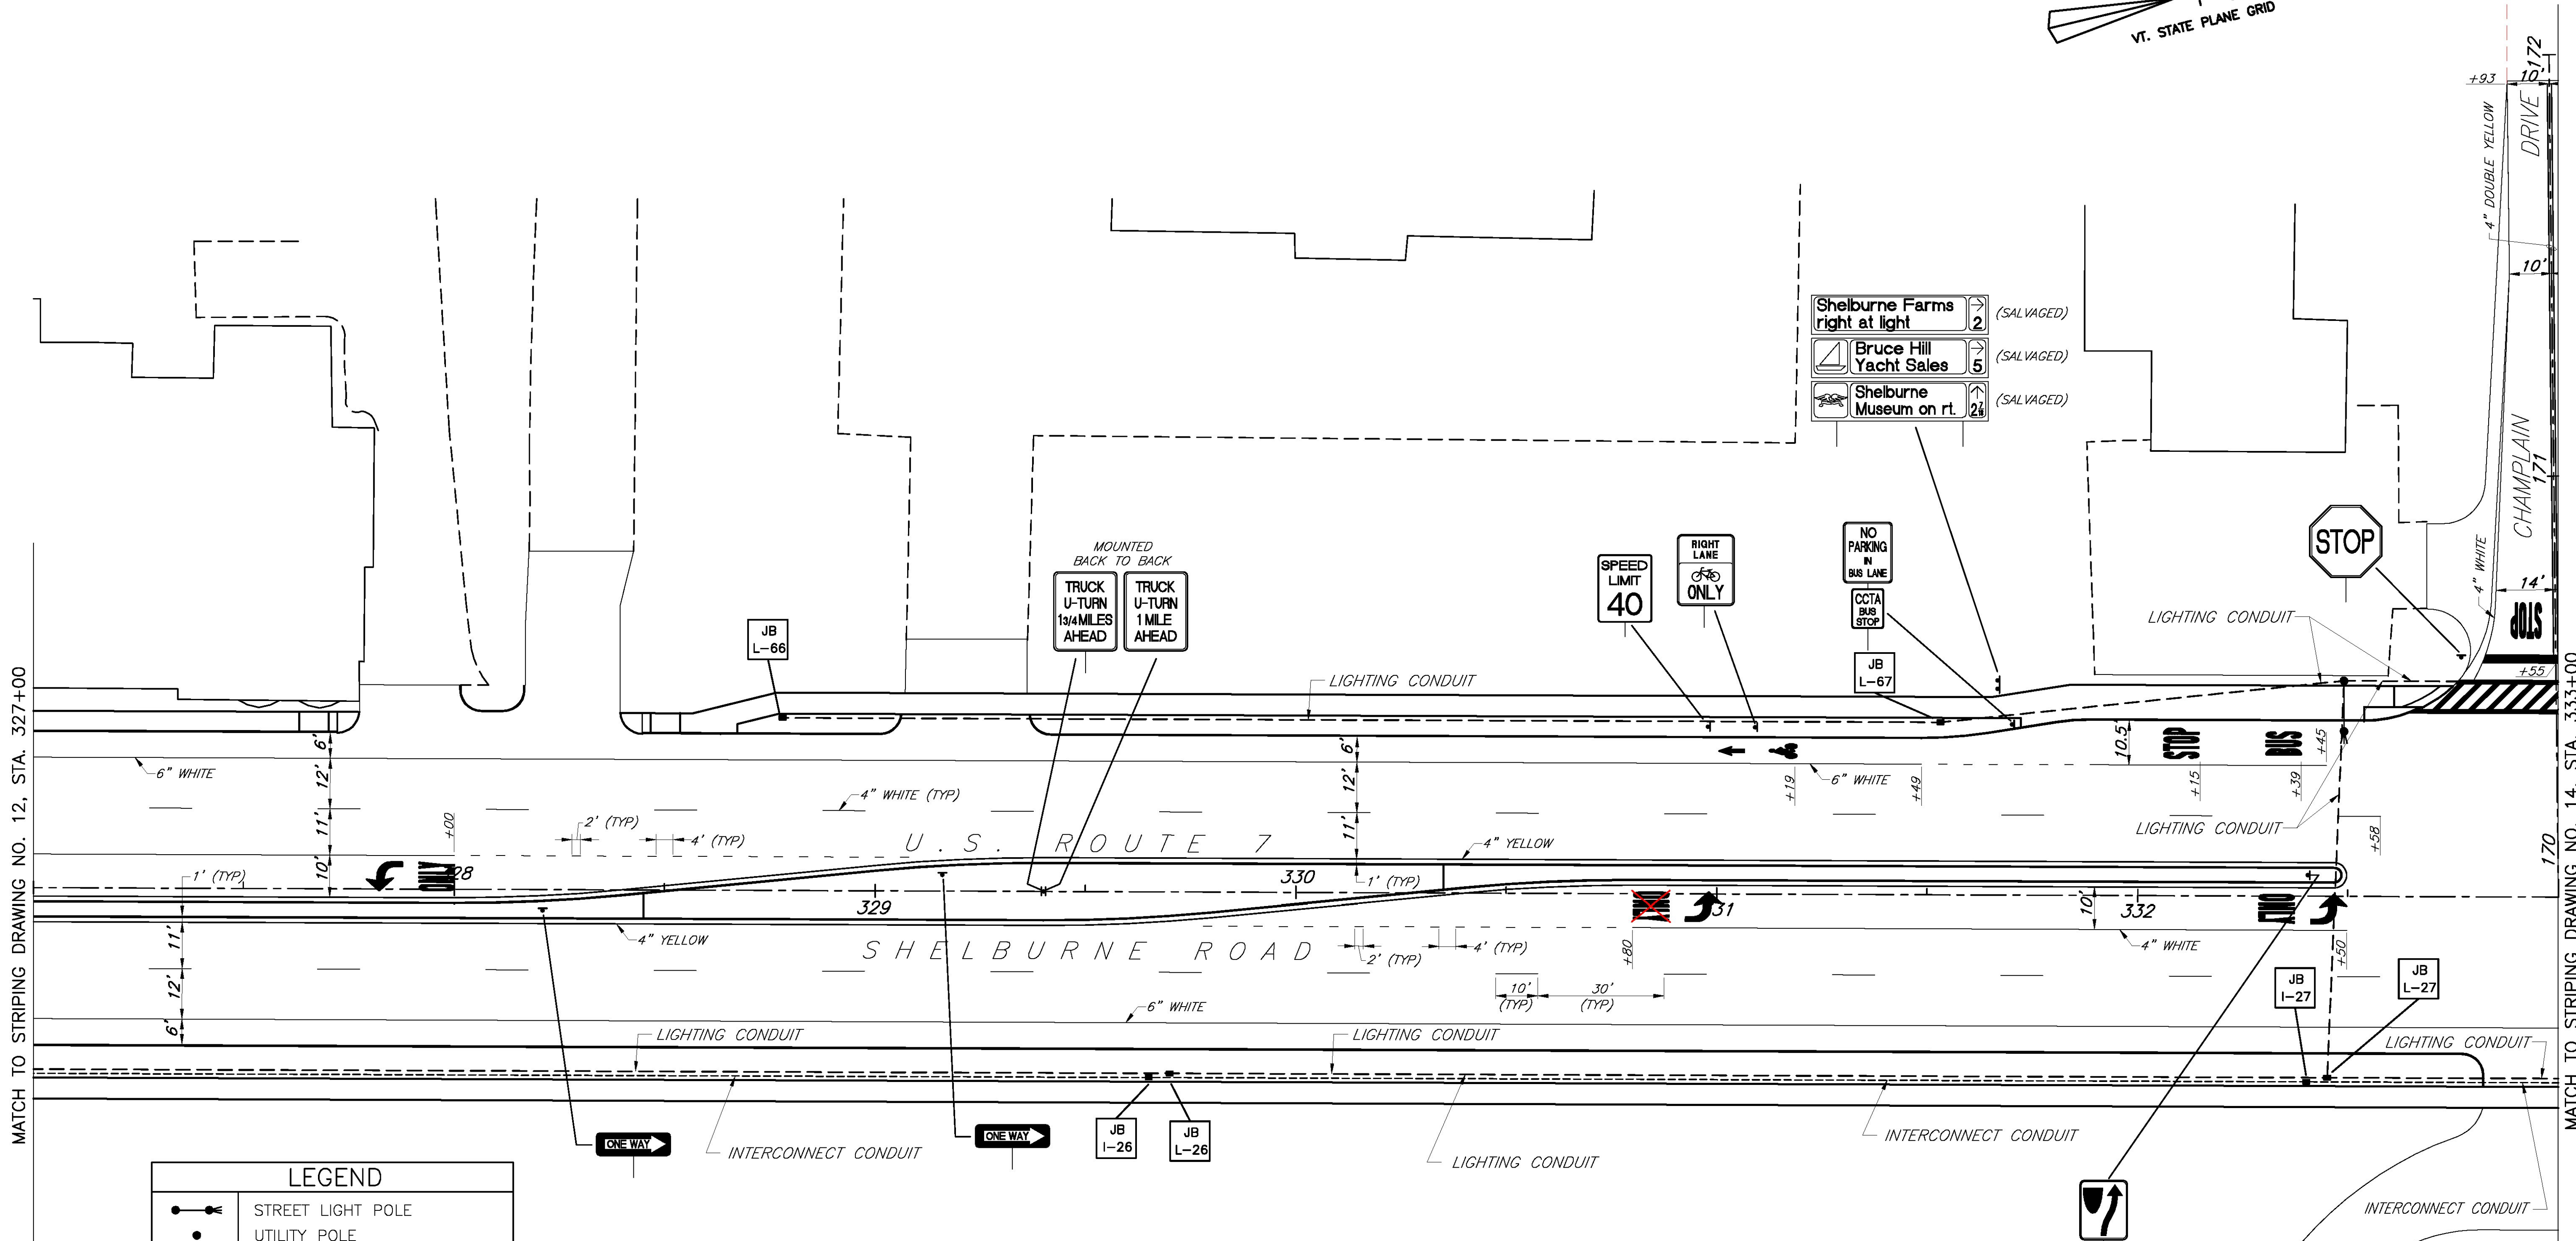 VT. STATE PLANE GRID
172
+93
10'
DRIVE
4" DOUBLE YELLOW
10'
Shelburne Farms
right at light
→
2
(SALVAGED)
Bruce Hill
Yacht Sales
→
5
(SALVAGED)
Shelburne
Museum on rt.
↑
(SALVAGED)
CHAMPLAIN
171
STOP
4" WHITE
14'
STOP
+55
MOUNTED
BACK TO BACK
TRUCK
U-TURN
1 3/4 MILES
AHEAD
TRUCK
U-TURN
1 MILE
AHEAD
SPEED
LIMIT
40
RIGHT
LANE
ONLY
NO
PARKING
IN
BUS LANE
CCTA
BUS
STOP
JB
L-66
JB
L-67
LIGHTING CONDUIT
LIGHTING CONDUIT
MATCH TO STRIPING DRAWING NO. 12, STA. 327+00
MATCH TO STRIPING DRAWING NO. 14, STA. 333+00
6'
12'
11'
10'
6" WHITE
4" WHITE (TYP)
+00
2' (TYP)
4' (TYP)
U.S. ROUTE 7
6'
12'
11'
1' (TYP)
4" YELLOW
+19
6" WHITE
+49
10.5'
STOP
BUS
+15
+39
+45
LIGHTING CONDUIT
+58
170
1' (TYP)
ONLY
28
329
330
31
332
ONLY
ONLY
10'
11'
12'
6'
4" YELLOW
SHELBURNE ROAD
2' (TYP)
4' (TYP)
+80
4" WHITE
+50
10'
(TYP)
30'
(TYP)
6" WHITE
JB
I-27
JB
L-27
LIGHTING CONDUIT
LIGHTING CONDUIT
LIGHTING CONDUIT
ONE WAY
INTERCONNECT CONDUIT
ONE WAY
JB
I-26
JB
L-26
LIGHTING CONDUIT
INTERCONNECT CONDUIT
INTERCONNECT CONDUIT
LEGEND
STREET LIGHT POLE
UTILITY POLE